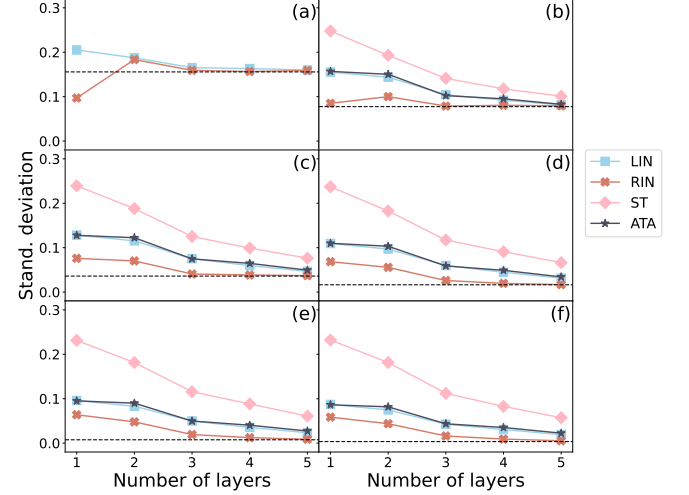 0.3
0.2
0.1
0.0
(a)
(b)
0.3
0.2
0.1
0.0
(c)
(d)
0.3
0.2
0.1
0.0
(e)
(f)
1 2 3 4 5
1 2 3 4 5
Number of layers
Number of layers
Stand. deviation
LIN
RIN
ST
ATA